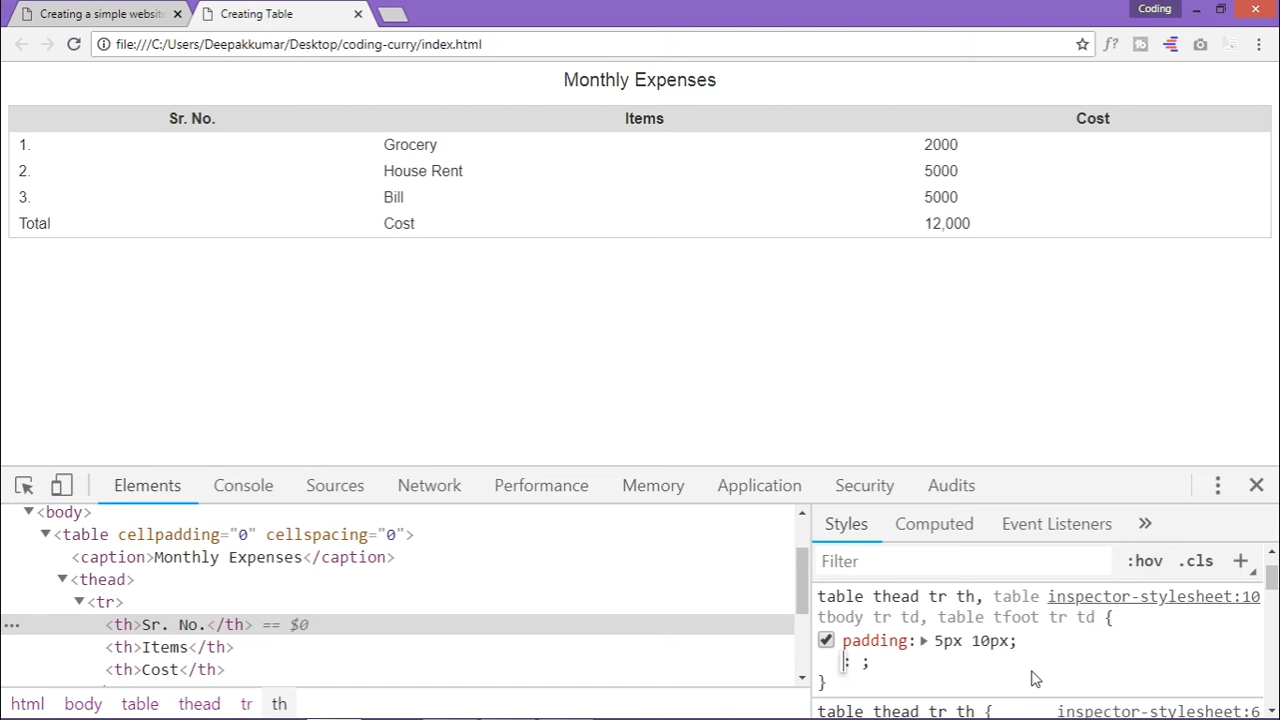 Creating a simple websit
Creating Table
Coding
file:///C:/Users/Deepakkumar/Desktop/coding-curry/index.html
f?
Monthly Expenses
Sr. No. Items Cost
1. Grocery 2000
2. House Rent 5000
3. Bill 5000
Total Cost 12,000
Elements Console Sources Network Performance Memory Application Security Audits
<body>
<table cellpadding="0" cellspacing="0">
<caption>Monthly Expenses</caption>
<thead>
<tr>
... <th>Sr. No.</th> == $0
<th>Items</th>
<th>Cost</th>
html body table thead tr th
Styles Computed Event Listeners »
Filter :hov .cls +
table thead tr th, table inspector-stylesheet:10
tbody tr td, table tfoot tr td {
padding: 5px 10px;
: ;
}
table thead tr th { inspector-stylesheet:6